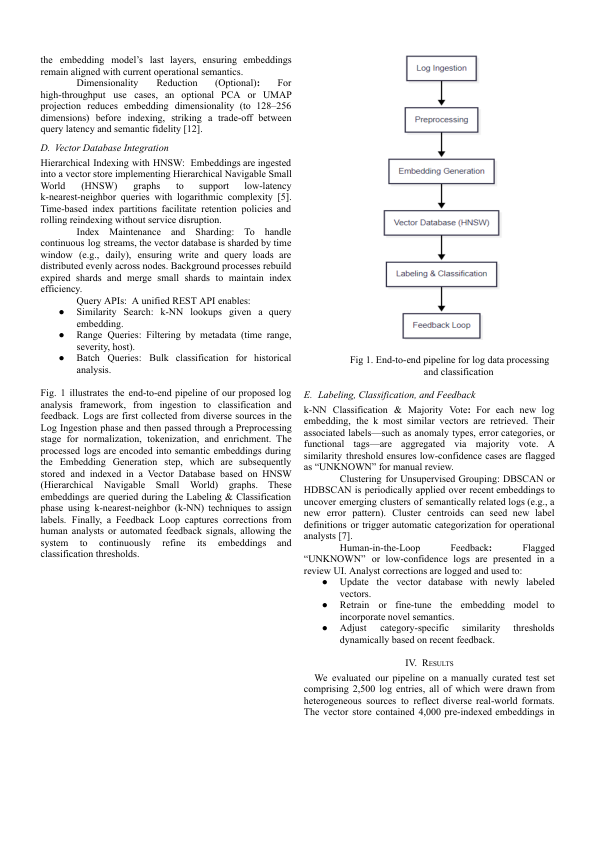 the embedding model's last layers, ensuring embeddings
remain aligned with current operational semantics.
Dimensionality Reduction (Optional): For
high-throughput use cases, an optional PCA or UMAP
projection reduces embedding dimensionality (to 128–256
dimensions) before indexing, striking a trade-off between
query latency and semantic fidelity [12].
D. Vector Database Integration
Hierarchical Indexing with HNSW: Embeddings are ingested
into a vector store implementing Hierarchical Navigable Small
World (HNSW) graphs to support low-latency
k-nearest-neighbor queries with logarithmic complexity [5].
Time-based index partitions facilitate retention policies and
rolling reindexing without service disruption.
Index Maintenance and Sharding: To handle
continuous log streams, the vector database is sharded by time
window (e.g., daily), ensuring write and query loads are
distributed evenly across nodes. Background processes rebuild
expired shards and merge small shards to maintain index
efficiency.
Query APIs: A unified REST API enables:
● Similarity Search: k-NN lookups given a query
embedding.
● Range Queries: Filtering by metadata (time range,
severity, host).
● Batch Queries: Bulk classification for historical
analysis.
Fig. 1 illustrates the end-to-end pipeline of our proposed log
analysis framework, from ingestion to classification and
feedback. Logs are first collected from diverse sources in the
Log Ingestion phase and then passed through a Preprocessing
stage for normalization, tokenization, and enrichment. The
processed logs are encoded into semantic embeddings during
the Embedding Generation step, which are subsequently
stored and indexed in a Vector Database based on HNSW
(Hierarchical Navigable Small World) graphs. These
embeddings are queried during the Labeling & Classification
phase using k-nearest-neighbor (k-NN) techniques to assign
labels. Finally, a Feedback Loop captures corrections from
human analysts or automated feedback signals, allowing the
system to continuously refine its embeddings and
classification thresholds.
Log Ingestion
Preprocessing
Embedding Generation
Vector Database (HNSW)
Labeling & Classification
Feedback Loop
Fig 1. End-to-end pipeline for log data processing
and classification
E. Labeling, Classification, and Feedback
k-NN Classification & Majority Vote: For each new log
embedding, the k most similar vectors are retrieved. Their
associated labels—such as anomaly types, error categories, or
functional tags—are aggregated via majority vote. A
similarity threshold ensures low-confidence cases are flagged
as “UNKNOWN” for manual review.
Clustering for Unsupervised Grouping: DBSCAN or
HDBSCAN is periodically applied over recent embeddings to
uncover emerging clusters of semantically related logs (e.g., a
new error pattern). Cluster centroids can seed new label
definitions or trigger automatic categorization for operational
analysts [7].
Human-in-the-Loop Feedback: Flagged
“UNKNOWN” or low-confidence logs are presented in a
review UI. Analyst corrections are logged and used to:
● Update the vector database with newly labeled
vectors.
● Retrain or fine-tune the embedding model to
incorporate novel semantics.
● Adjust category-specific similarity thresholds
dynamically based on recent feedback.
IV. RESULTS
We evaluated our pipeline on a manually curated test set
comprising 2,500 log entries, all of which were drawn from
heterogeneous sources to reflect diverse real-world formats.
The vector store contained 4,000 pre-indexed embeddings in